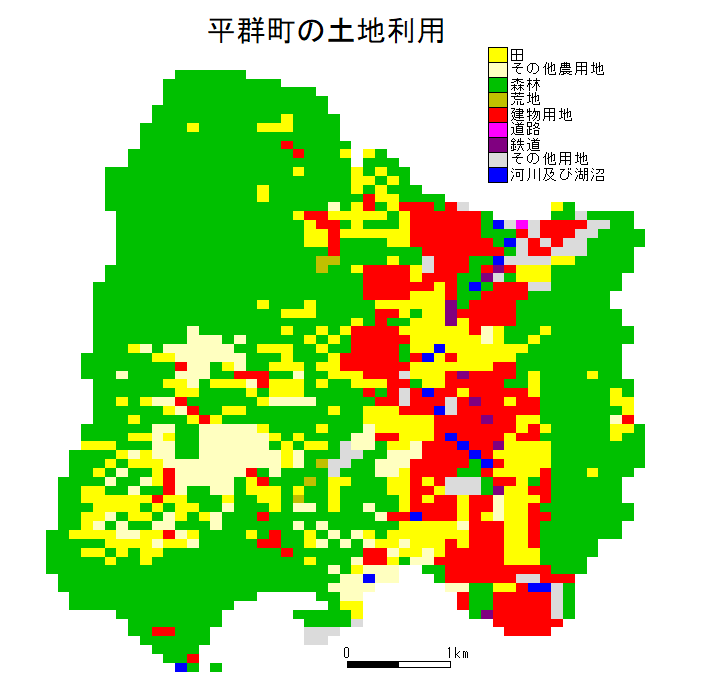 平群町の土地利用
田
その他農用地
森林
荒地
建物用地
道路
鉄道
その他用地
河川及び湖沼
0 1km